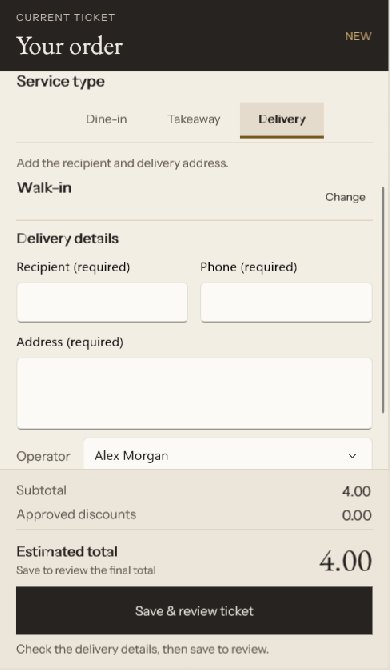 CURRENT TICKET
Your order
NEW
Service type
Dine-in
Takeaway
Delivery
Add the recipient and delivery address.
Walk-in
Change
Delivery details
Recipient (required)
Phone (required)
Address (required)
Operator
Alex Morgan
Subtotal
4.00
Approved discounts
0.00
Estimated total
4.00
Save to review the final total
Save & review ticket
Check the delivery details, then save to review.